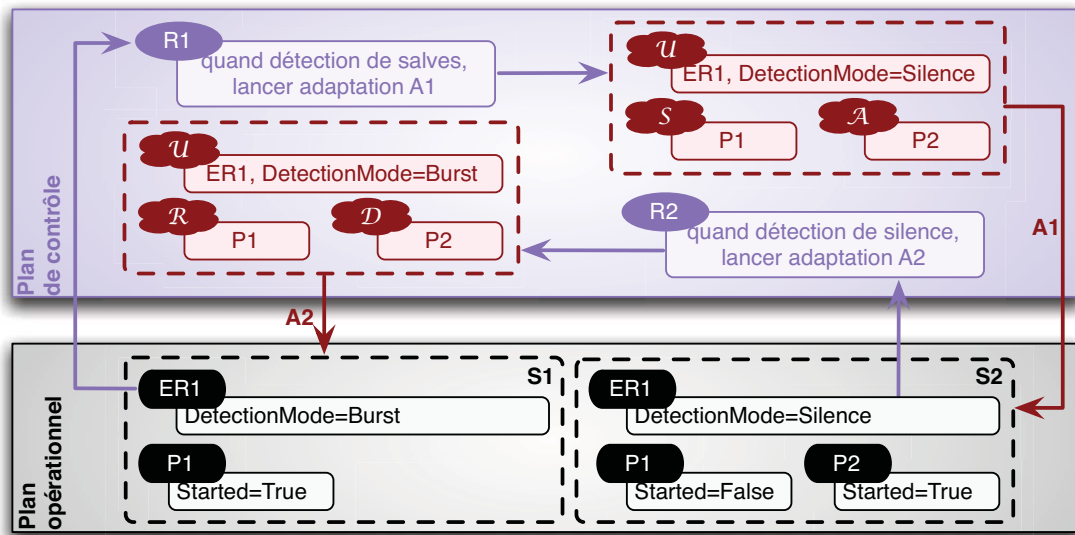 R1
quand détection de salves,
lancer adaptation A1
U
ER1, DetectionMode=Silence
S
P1
A
P2
U
ER1, DetectionMode=Burst
R
P1
D
P2
R2
quand détection de silence,
lancer adaptation A2
A1
A2
Plan
de contrôle
S1
ER1
DetectionMode=Burst
P1
Started=True
S2
ER1
DetectionMode=Silence
P1
Started=False
P2
Started=True
Plan
opérationnel